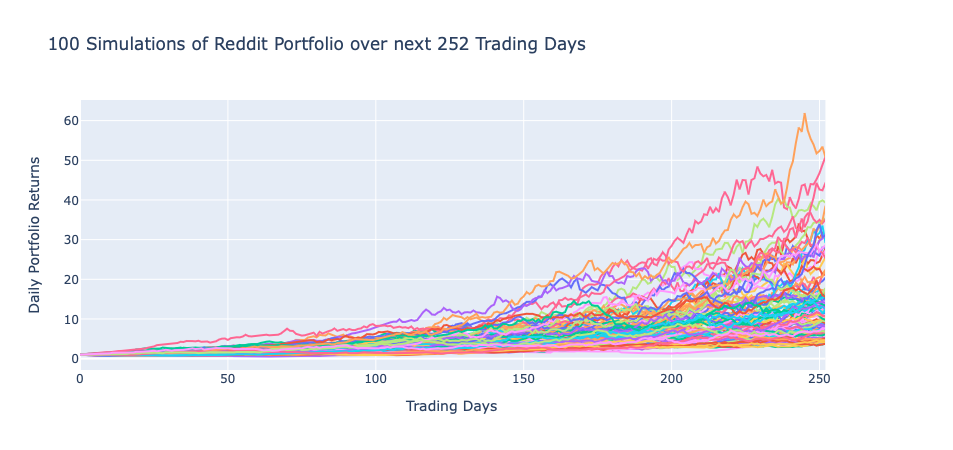 100 Simulations of Reddit Portfolio over next 252 Trading Days
60
50
40
30
20
10
0
Daily Portfolio Returns
0 50 100 150 200 250
Trading Days